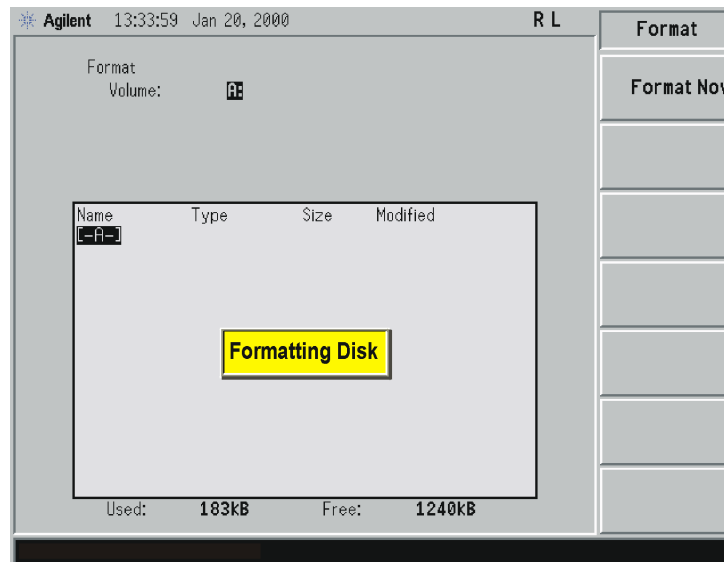 Agilent 13:33:59 Jan 20, 2000 R L
Format
Format
Volume: A:
Format Now
Name Type Size Modified
[-A-]
Formatting Disk
Used: 183kB Free: 1240kB